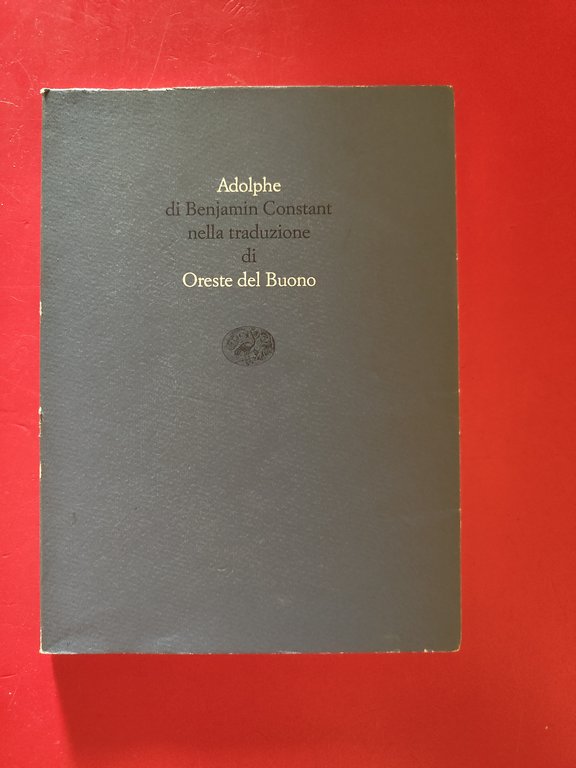 Adolphe
di Benjamin Constant
nella traduzione
di
Oreste del Buono